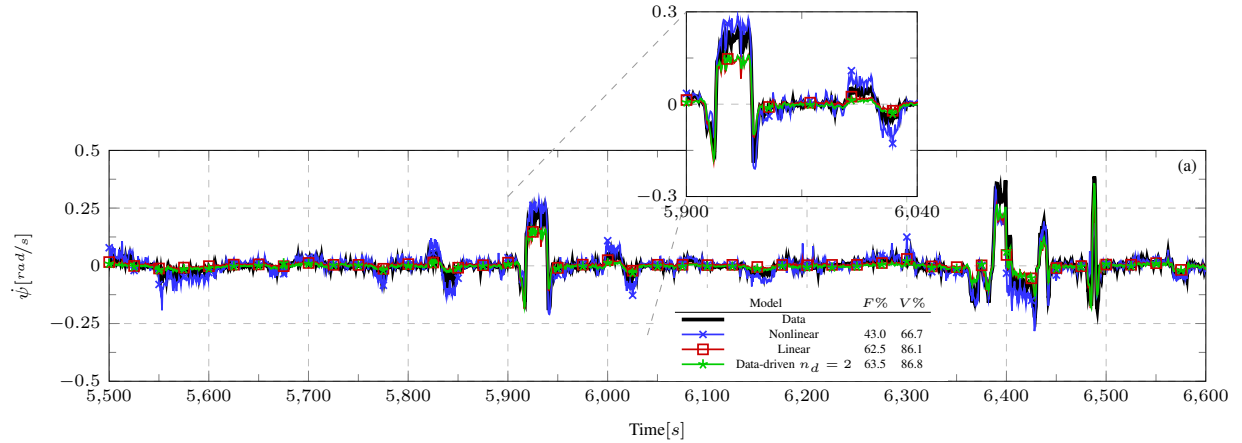 0.3
0
−0.3
5,900
6,040
(a)
0.5
0.25
0
−0.25
−0.5
5,500
5,600
5,700
5,800
5,900
6,000
6,100
6,200
6,300
6,400
6,500
6,600
ψ̇[rad/s]
Time[s]
Model F% V%
Data
Nonlinear 43.0 66.7
Linear 62.5 86.1
Data-driven n_d = 2 63.5 86.8